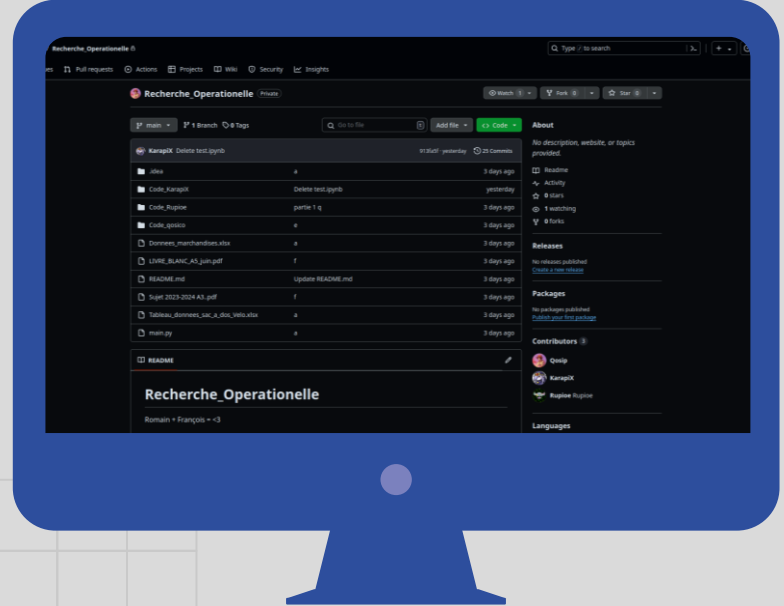 Recherche_Operationelle
Type / to search
Pull requests Actions Projects Wiki Security Insights
Recherche_Operationelle Private
Watch 1 Fork 0 Star 0
main 1 Branch 0 Tags Go to file Add file Code
KarapiX Delete test.ipynb yesterday 25 Commits
.idea a 3 days ago
Code_KarapiX Delete test.ipynb yesterday
Code_Rupioe partie 1 q 3 days ago
Code_qosico e 3 days ago
Donnees_marchandises.xlsx a 3 days ago
LIVRE_BLANC_A5_juin.pdf f 3 days ago
README.md Update README.md 3 days ago
Sujet 2023-2024 A3..pdf f 3 days ago
Tableau_donnees_sac_a_dos_Velo.xlsx a 3 days ago
main.py a 3 days ago
README
Recherche_Operationelle
Romain + François = <3
About
No description, website, or topics
provided.
Readme
Activity
0 stars
1 watching
0 forks
Releases
No releases published
Create a new release
Packages
No packages published
Publish your first package
Contributors 3
Qosip
KarapiX
Rupioe Rupioe
Languages